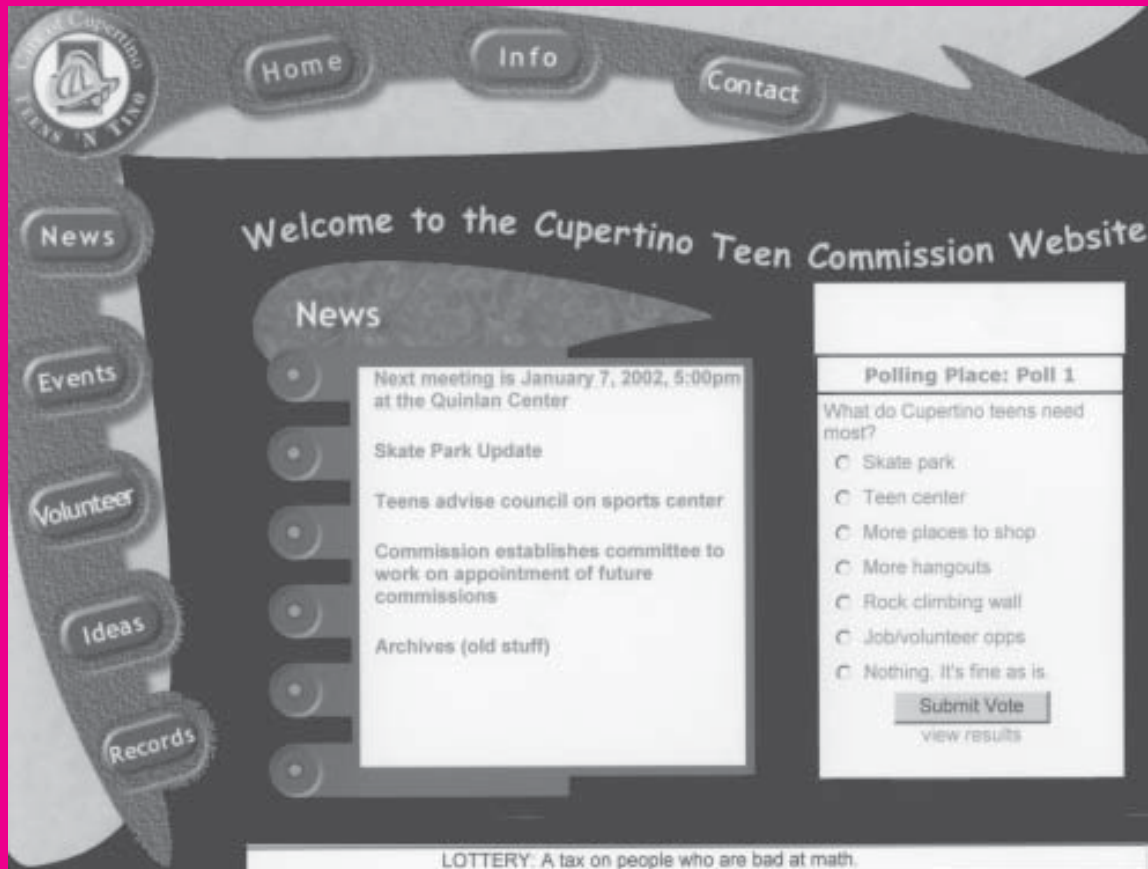 City of Cupertino
TEENS 'N TINO
Home
Info
Contact
News
Events
Volunteer
Ideas
Records
Welcome to the Cupertino Teen Commission Website
News
Next meeting is January 7, 2002, 5:00pm
at the Quinlan Center
Skate Park Update
Teens advise council on sports center
Commission establishes committee to
work on appointment of future
commissions
Archives (old stuff)
Polling Place: Poll 1
What do Cupertino teens need
most?
Skate park
Teen center
More places to shop
More hangouts
Rock climbing wall
Job/volunteer opps
Nothing. It's fine as is.
Submit Vote
view results
LOTTERY: A tax on people who are bad at math.